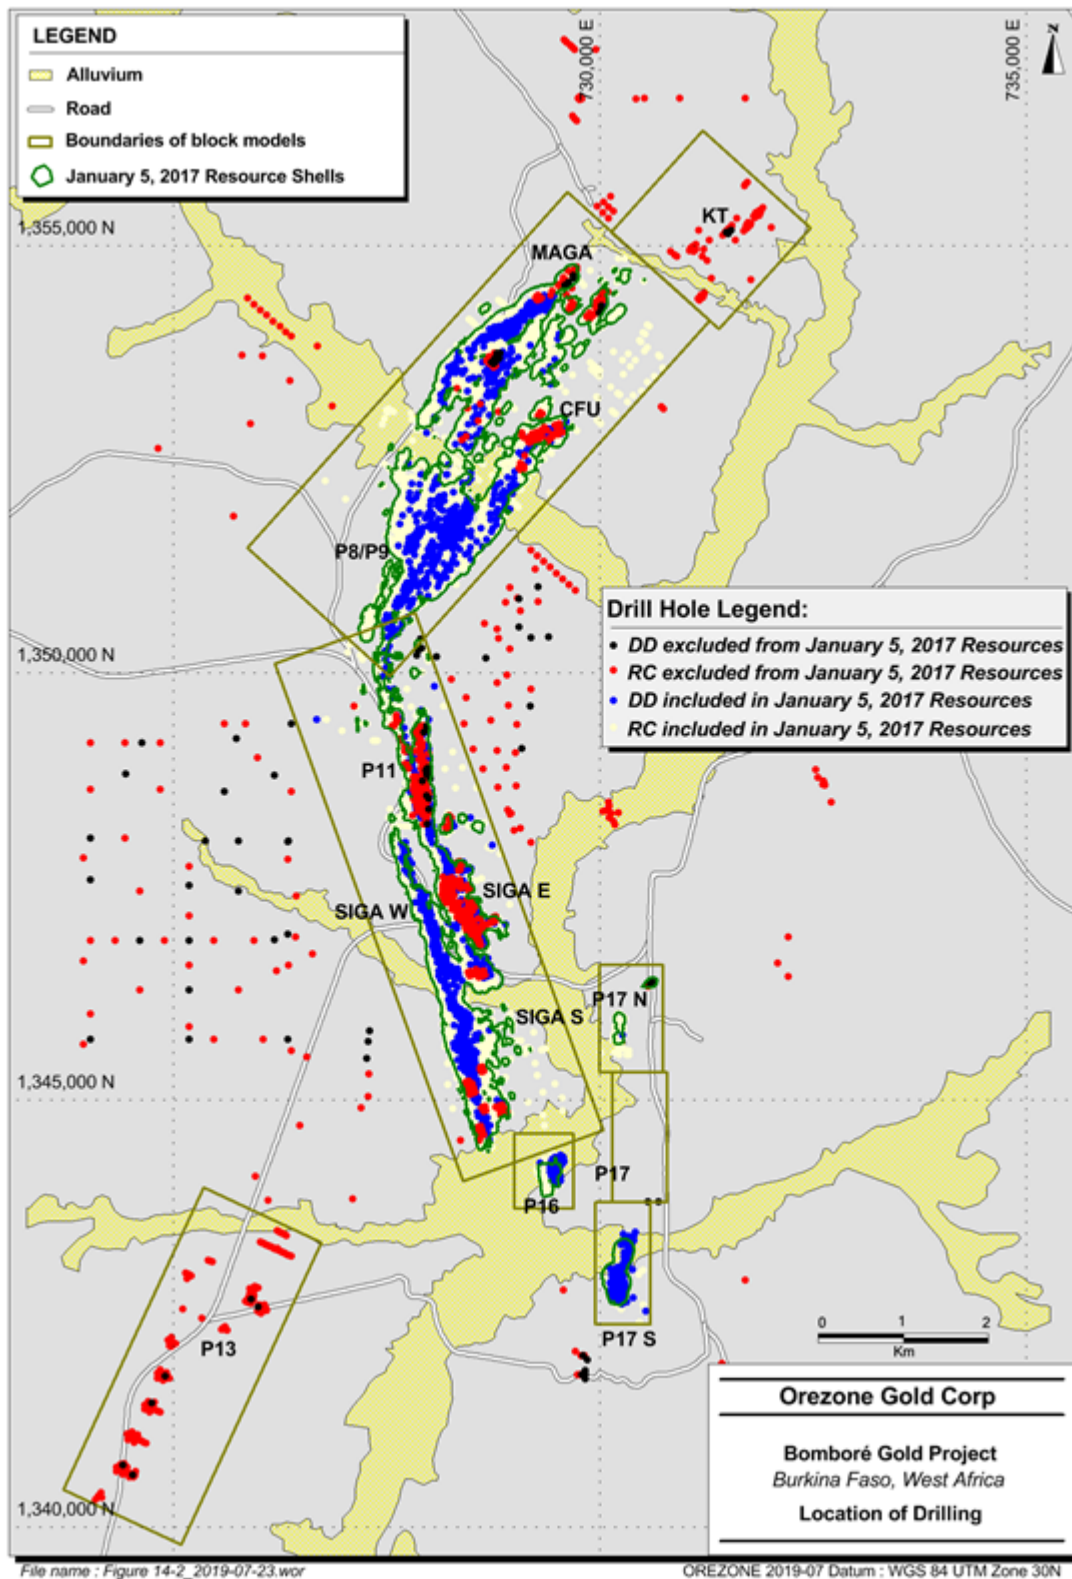 LEGEND
Alluvium
Road
Boundaries of block models
January 5, 2017 Resource Shells
730,000 E
735,000 E
N
1,355,000 N
KT
MAGA
CFU
P8/P9
Drill Hole Legend:
DD excluded from January 5, 2017 Resources
RC excluded from January 5, 2017 Resources
DD included in January 5, 2017 Resources
RC included in January 5, 2017 Resources
1,350,000 N
P11
SIGA E
SIGA W
P17 N
SIGA S
1,345,000 N
P17
P16
P17 S
P13
0 1 2
Km
Orezone Gold Corp
Bomboré Gold Project
Burkina Faso, West Africa
Location of Drilling
1,340,000 N
File name : Figure 14-2_2019-07-23.wor
OREZONE 2019-07 Datum : WGS 84 UTM Zone 30N